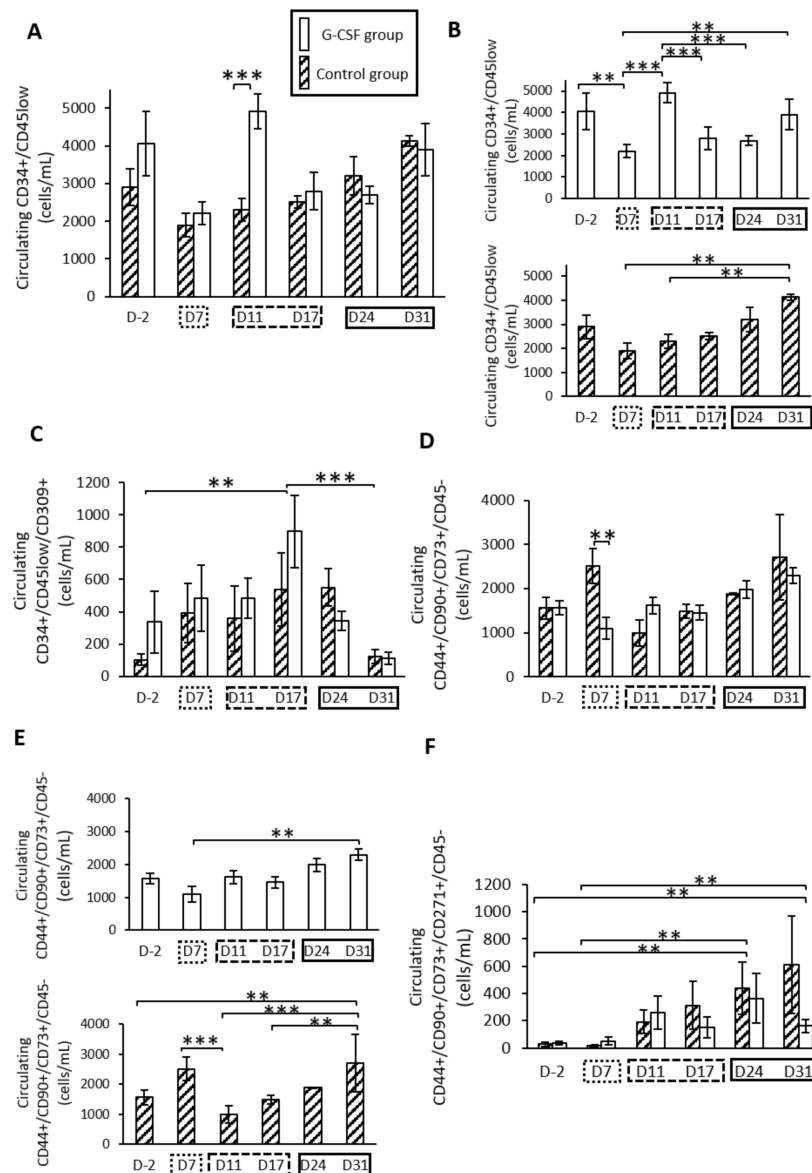 A
G-CSF group
Control group
***
Circulating CD34+/CD45low
(cells/mL)
5000
4000
3000
2000
1000
0
D-2 D7 D11 D17 D24 D31
B
**
***
***
***
**
Circulating CD34+/CD45low
(cells/mL)
5000
4000
3000
2000
1000
0
D-2 D7 D11 D17 D24 D31
**
**
Circulating CD34+/CD45low
(cells/mL)
5000
4000
3000
2000
1000
0
D-2 D7 D11 D17 D24 D31
C
**
***
Circulating
CD34+/CD45low/CD309+
(cells/mL)
1200
1000
800
600
400
200
0
D-2 D7 D11 D17 D24 D31
D
**
Circulating
CD44+/CD90+/CD73+/CD45-
(cells/mL)
4000
3000
2000
1000
0
D-2 D7 D11 D17 D24 D31
E
**
Circulating
CD44+/CD90+/CD73+/CD45-
(cells/mL)
4000
3000
2000
1000
0
D-2 D7 D11 D17 D24 D31
**
***
**
***
Circulating
CD44+/CD90+/CD73+/CD45-
(cells/mL)
4000
3000
2000
1000
0
D-2 D7 D11 D17 D24 D31
F
**
**
**
**
Circulating
CD44+/CD90+/CD73+/CD271+/CD45-
(cells/mL)
1200
1000
800
600
400
200
0
D-2 D7 D11 D17 D24 D31